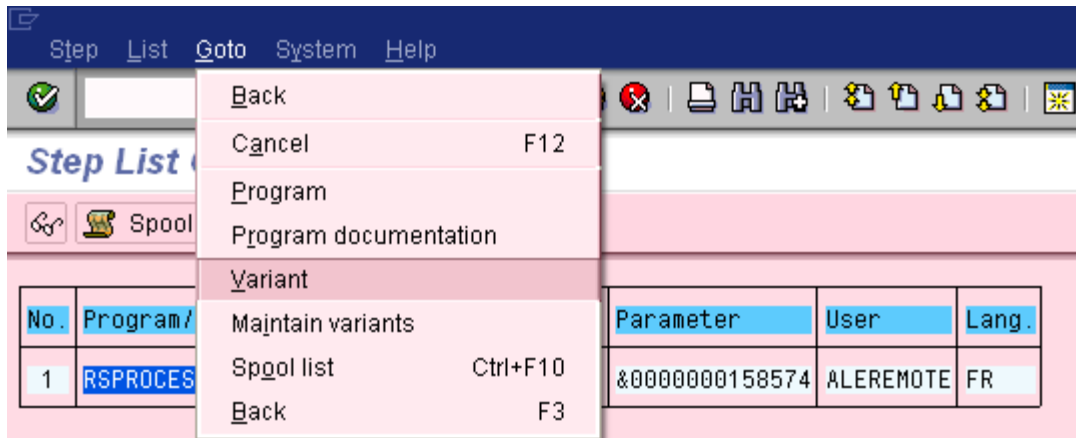 Step List Goto System Help
Back
Cancel F12
Step List
Program
Spool
Program documentation
Variant
No. Program/ Maintain variants Parameter User Lang.
Spool list Ctrl+F10
1 RSPROCES &0000000158574 ALEREMOTE FR
Back F3